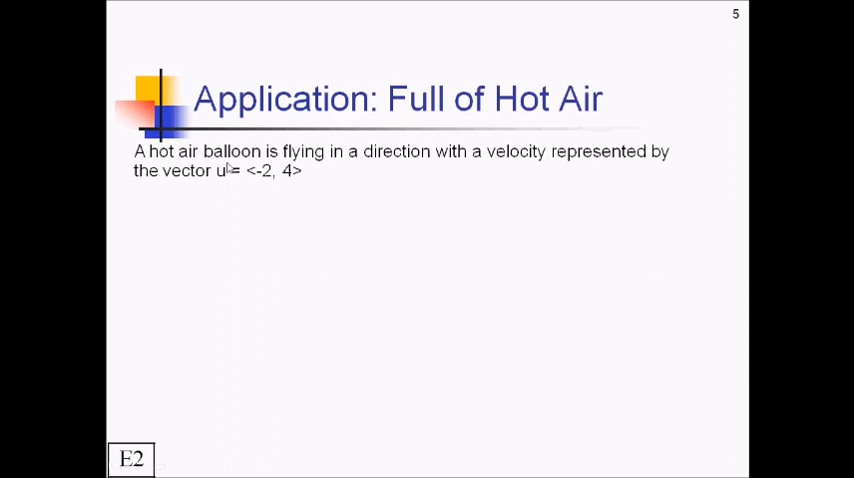 5
Application: Full of Hot Air
A hot air balloon is flying in a direction with a velocity represented by
the vector u = <-2, 4>
E2